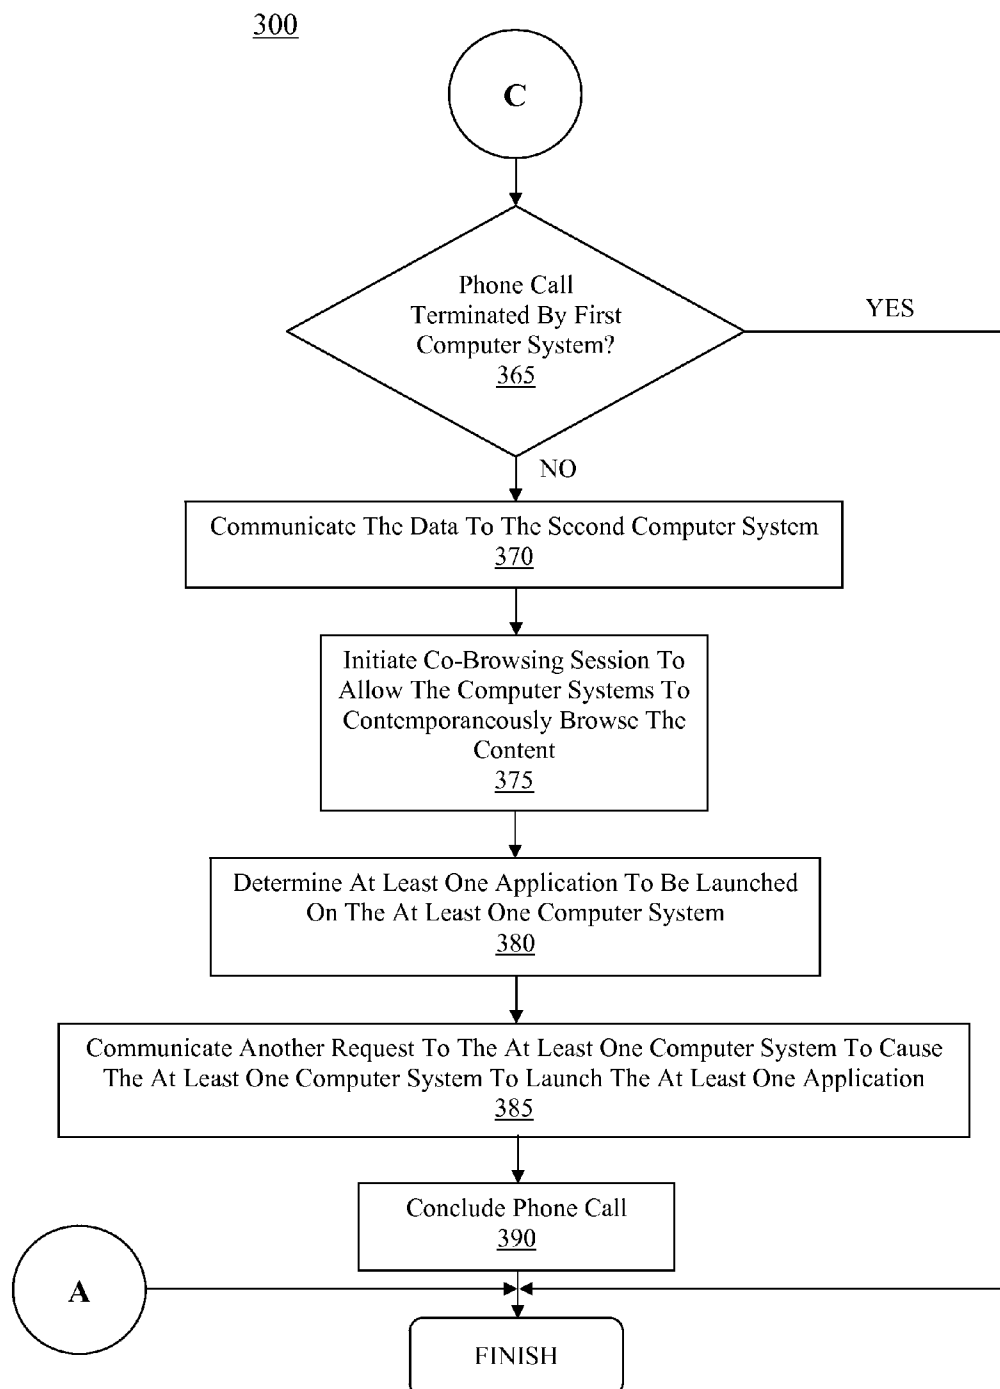 300
C
Phone Call
Terminated By First
Computer System?
365
YES
NO
Communicate The Data To The Second Computer System
370
Initiate Co-Browsing Session To
Allow The Computer Systems To
Contemporaneously Browse The
Content
375
Determine At Least One Application To Be Launched
On The At Least One Computer System
380
Communicate Another Request To The At Least One Computer System To Cause
The At Least One Computer System To Launch The At Least One Application
385
Conclude Phone Call
390
A
FINISH